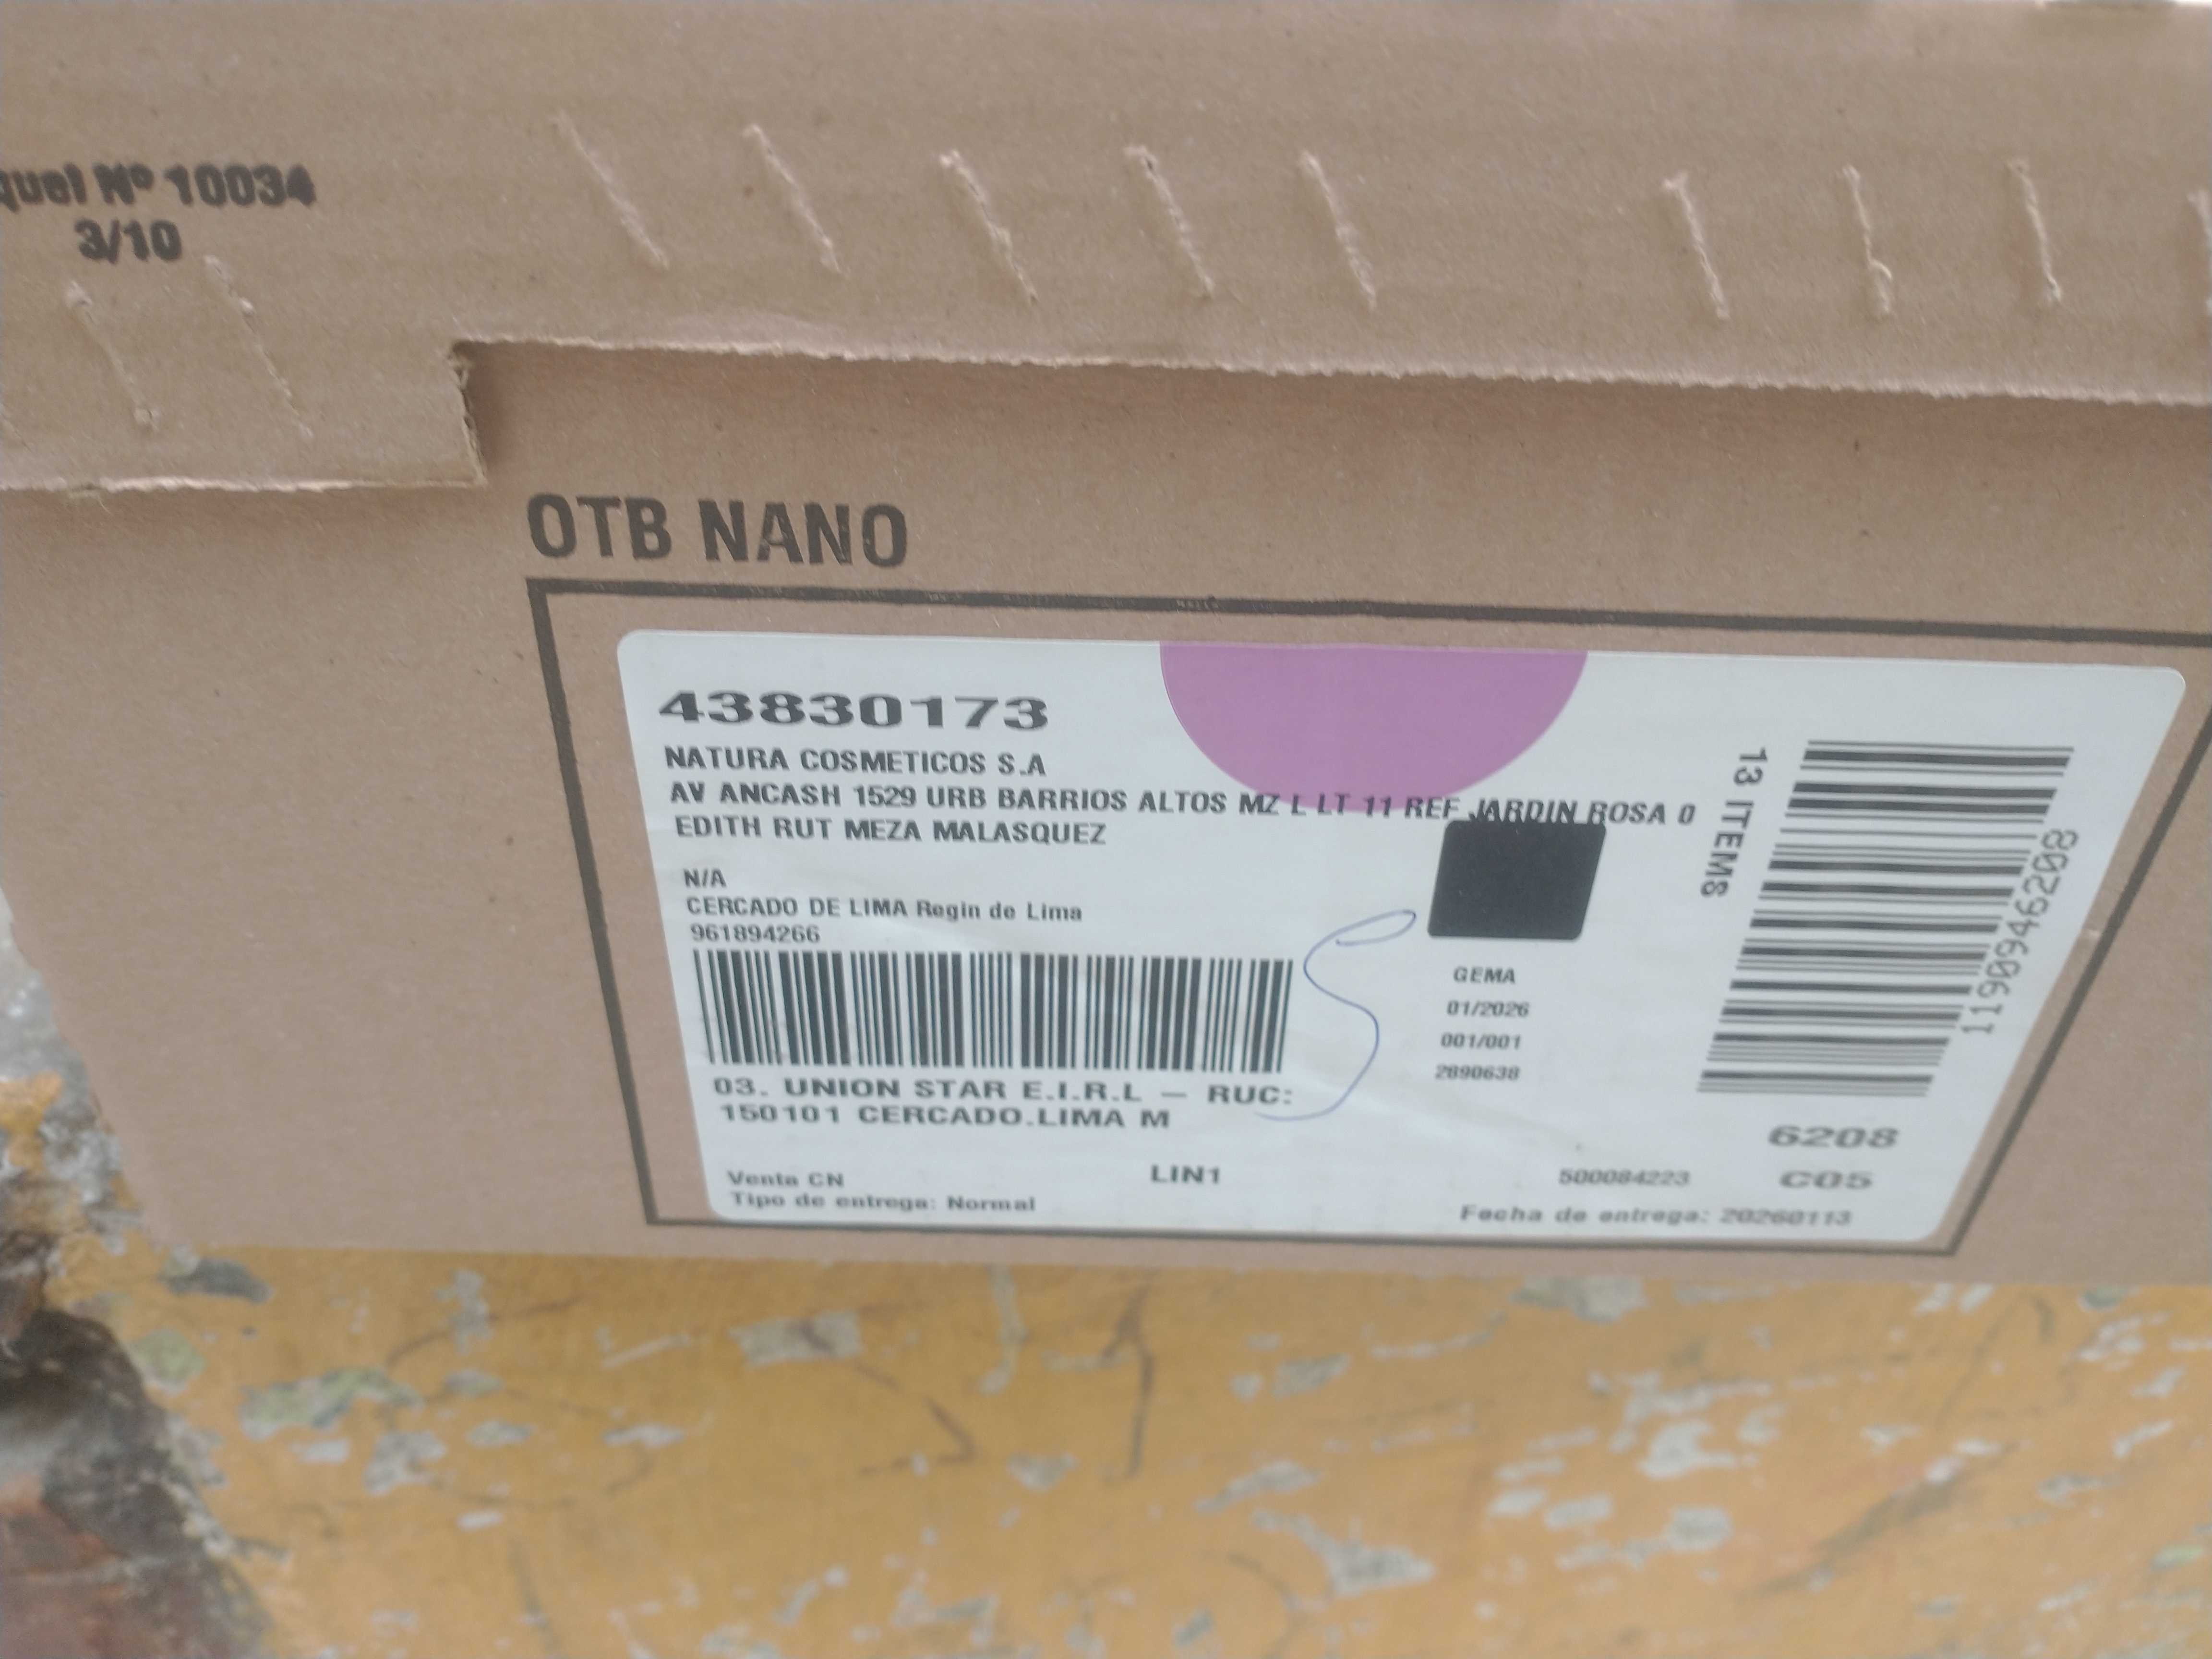 Nº 10034
3/10
OTB NANO
43830173
NATURA COSMETICOS S.A
AV ANCASH 1529 URB BARRIOS ALTOS MZ L LT 11 REF JARDIN ROSA 0
EDITH RUT MEZA MALASQUEZ
N/A
CERCADO DE LIMA Regin de Lima
961894266
03. UNION STAR E.I.R.L – RUC:
150101 CERCADO.LIMA M
Venta CN
Tipo de entrega: Normal
LIN1
GEMA
01/2026
001/001
2890638
13 ITEMS
11909946208
6208
C05
500084223
Fecha de entrega: 20260113